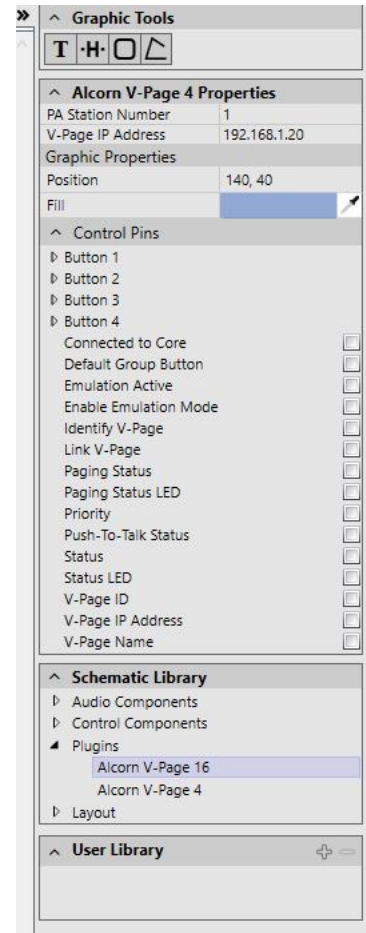 Graphic Tools
T H
Alcorn V-Page 4 Properties
PA Station Number 1
V-Page IP Address 192.168.1.20
Graphic Properties
Position 140, 40
Fill
Control Pins
Button 1
Button 2
Button 3
Button 4
Connected to Core
Default Group Button
Emulation Active
Enable Emulation Mode
Identify V-Page
Link V-Page
Paging Status
Paging Status LED
Priority
Push-To-Talk Status
Status
Status LED
V-Page ID
V-Page IP Address
V-Page Name
Schematic Library
Audio Components
Control Components
Plugins
Alcorn V-Page 16
Alcorn V-Page 4
Layout
User Library